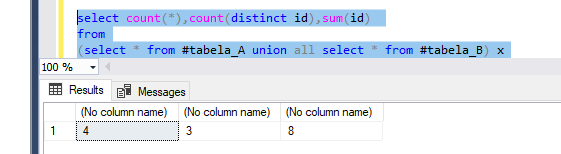 select count(*),count(distinct id),sum(id)
from
(select * from #tabela_A union all select * from #tabela_B) x
100 %
Results Messages
(No column name) (No column name) (No column name)
1 4 3 8